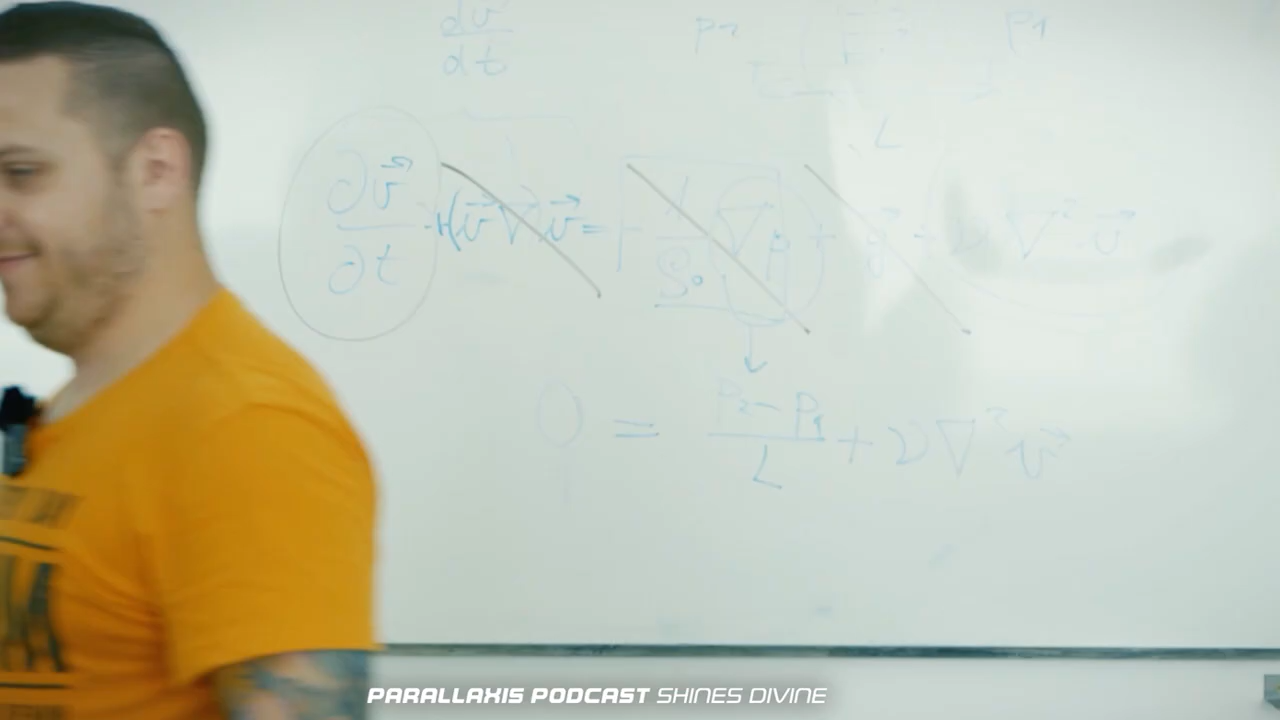 dv/dt p2 p1
L
∂v⃗/∂t + (v⃗∇)v⃗ = - 1/ρ₀ ∇p + g⃗ + ν∇²v⃗
0 = p₂-p₁/L + ν∇²v⃗
PARALLAXIS PODCAST SHINES DIVINE